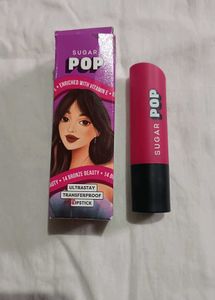 SUGAR
POP
• ENRICHED WITH VITAMIN E •
14 BRONZE BEAUTY
ULTRASTAY
TRANSFERPROOF
LIPSTICK
SUGAR
POP